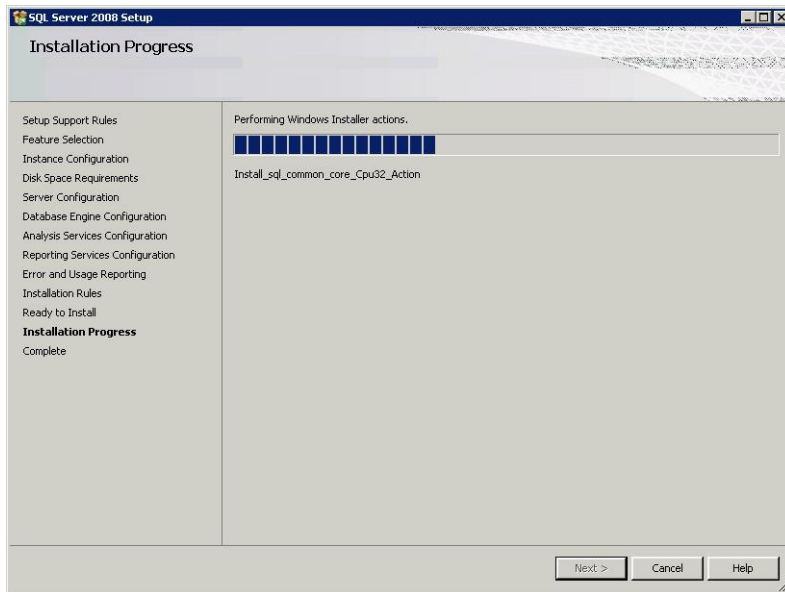 SQL Server 2008 Setup
Installation Progress
Setup Support Rules
Feature Selection
Instance Configuration
Disk Space Requirements
Server Configuration
Database Engine Configuration
Analysis Services Configuration
Reporting Services Configuration
Error and Usage Reporting
Installation Rules
Ready to Install
Installation Progress
Complete
Performing Windows Installer actions.
Install_sql_common_core_Cpu32_Action
Next >
Cancel
Help